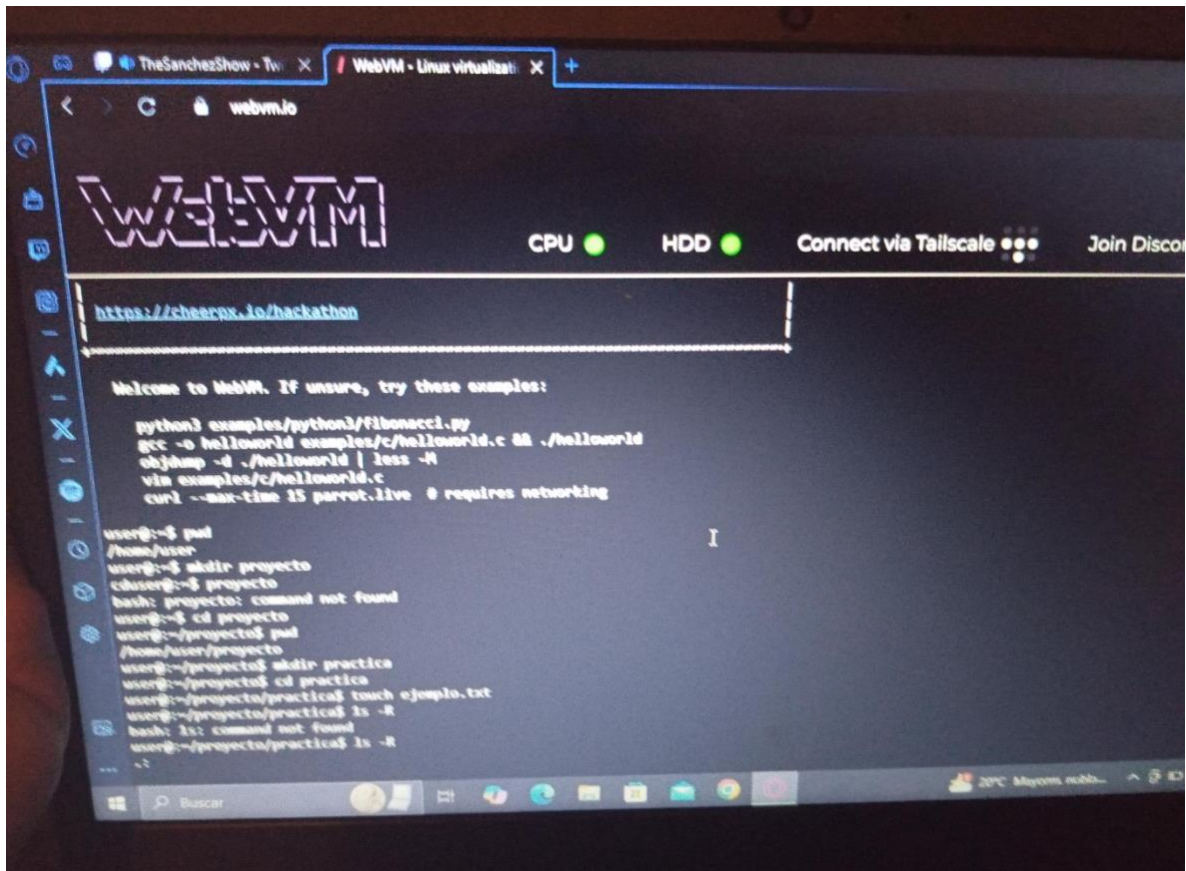 TheSanchezShow - Tw
WebVM - Linux virtualizati
webvm.io
WebVM
CPU
HDD
Connect via Tailscale
Join Discor
https://cheerpx.io/hackathon
Welcome to WebVM. If unsure, try these examples:
python3 examples/python3/fibonacci.py
gcc -o helloworld examples/c/helloworld.c && ./helloworld
objdump -d ./helloworld | less -M
vim examples/c/helloworld.c
curl --max-time 15 parrot.live  # requires networking
user@:~$ pwd
/home/user
user@:~$ mkdir proyecto
cduser@:~$ proyecto
bash: proyecto: command not found
user@:~$ cd proyecto
user@:~/proyecto$ pwd
/home/user/proyecto
user@:~/proyecto$ mkdir practica
user@:~/proyecto$ cd practica
user@:~/proyecto/practica$ touch ejemplo.txt
user@:~/proyecto/practica$ 1s -R
bash: 1s: command not found
user@:~/proyecto/practica$ ls -R
.:
Buscar
20°C Mayorm. nubla...